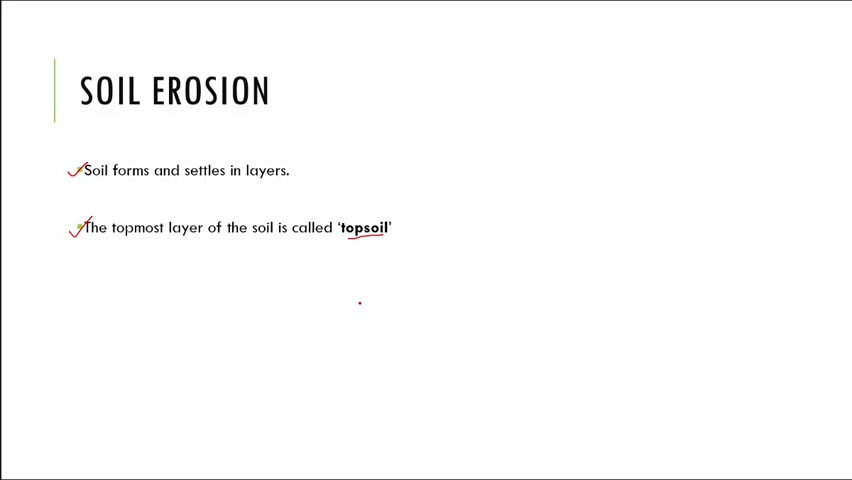 SOIL EROSION
Soil forms and settles in layers.
The topmost layer of the soil is called ‘topsoil’